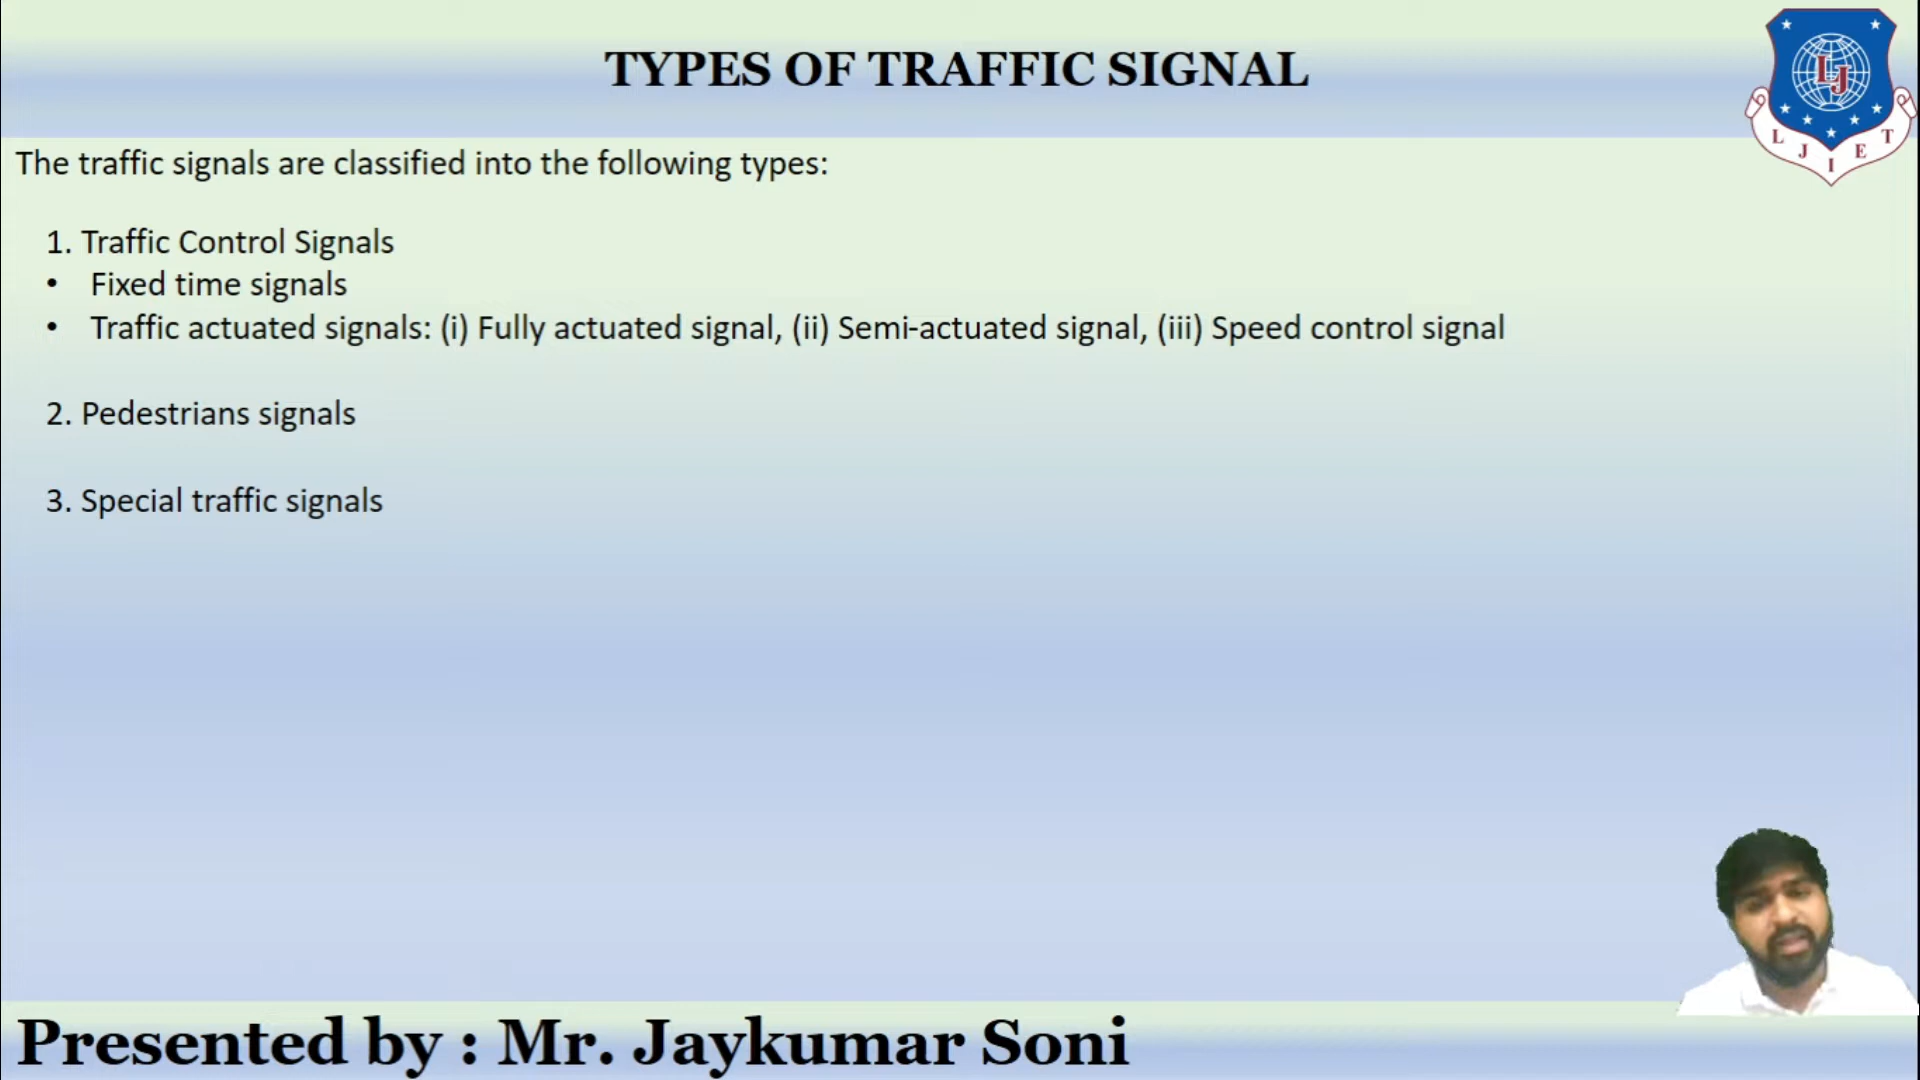 TYPES OF TRAFFIC SIGNAL
LJ
L J I E T
The traffic signals are classified into the following types:
1. Traffic Control Signals
• Fixed time signals
• Traffic actuated signals: (i) Fully actuated signal, (ii) Semi-actuated signal, (iii) Speed control signal
2. Pedestrians signals
3. Special traffic signals
Presented by : Mr. Jaykumar Soni